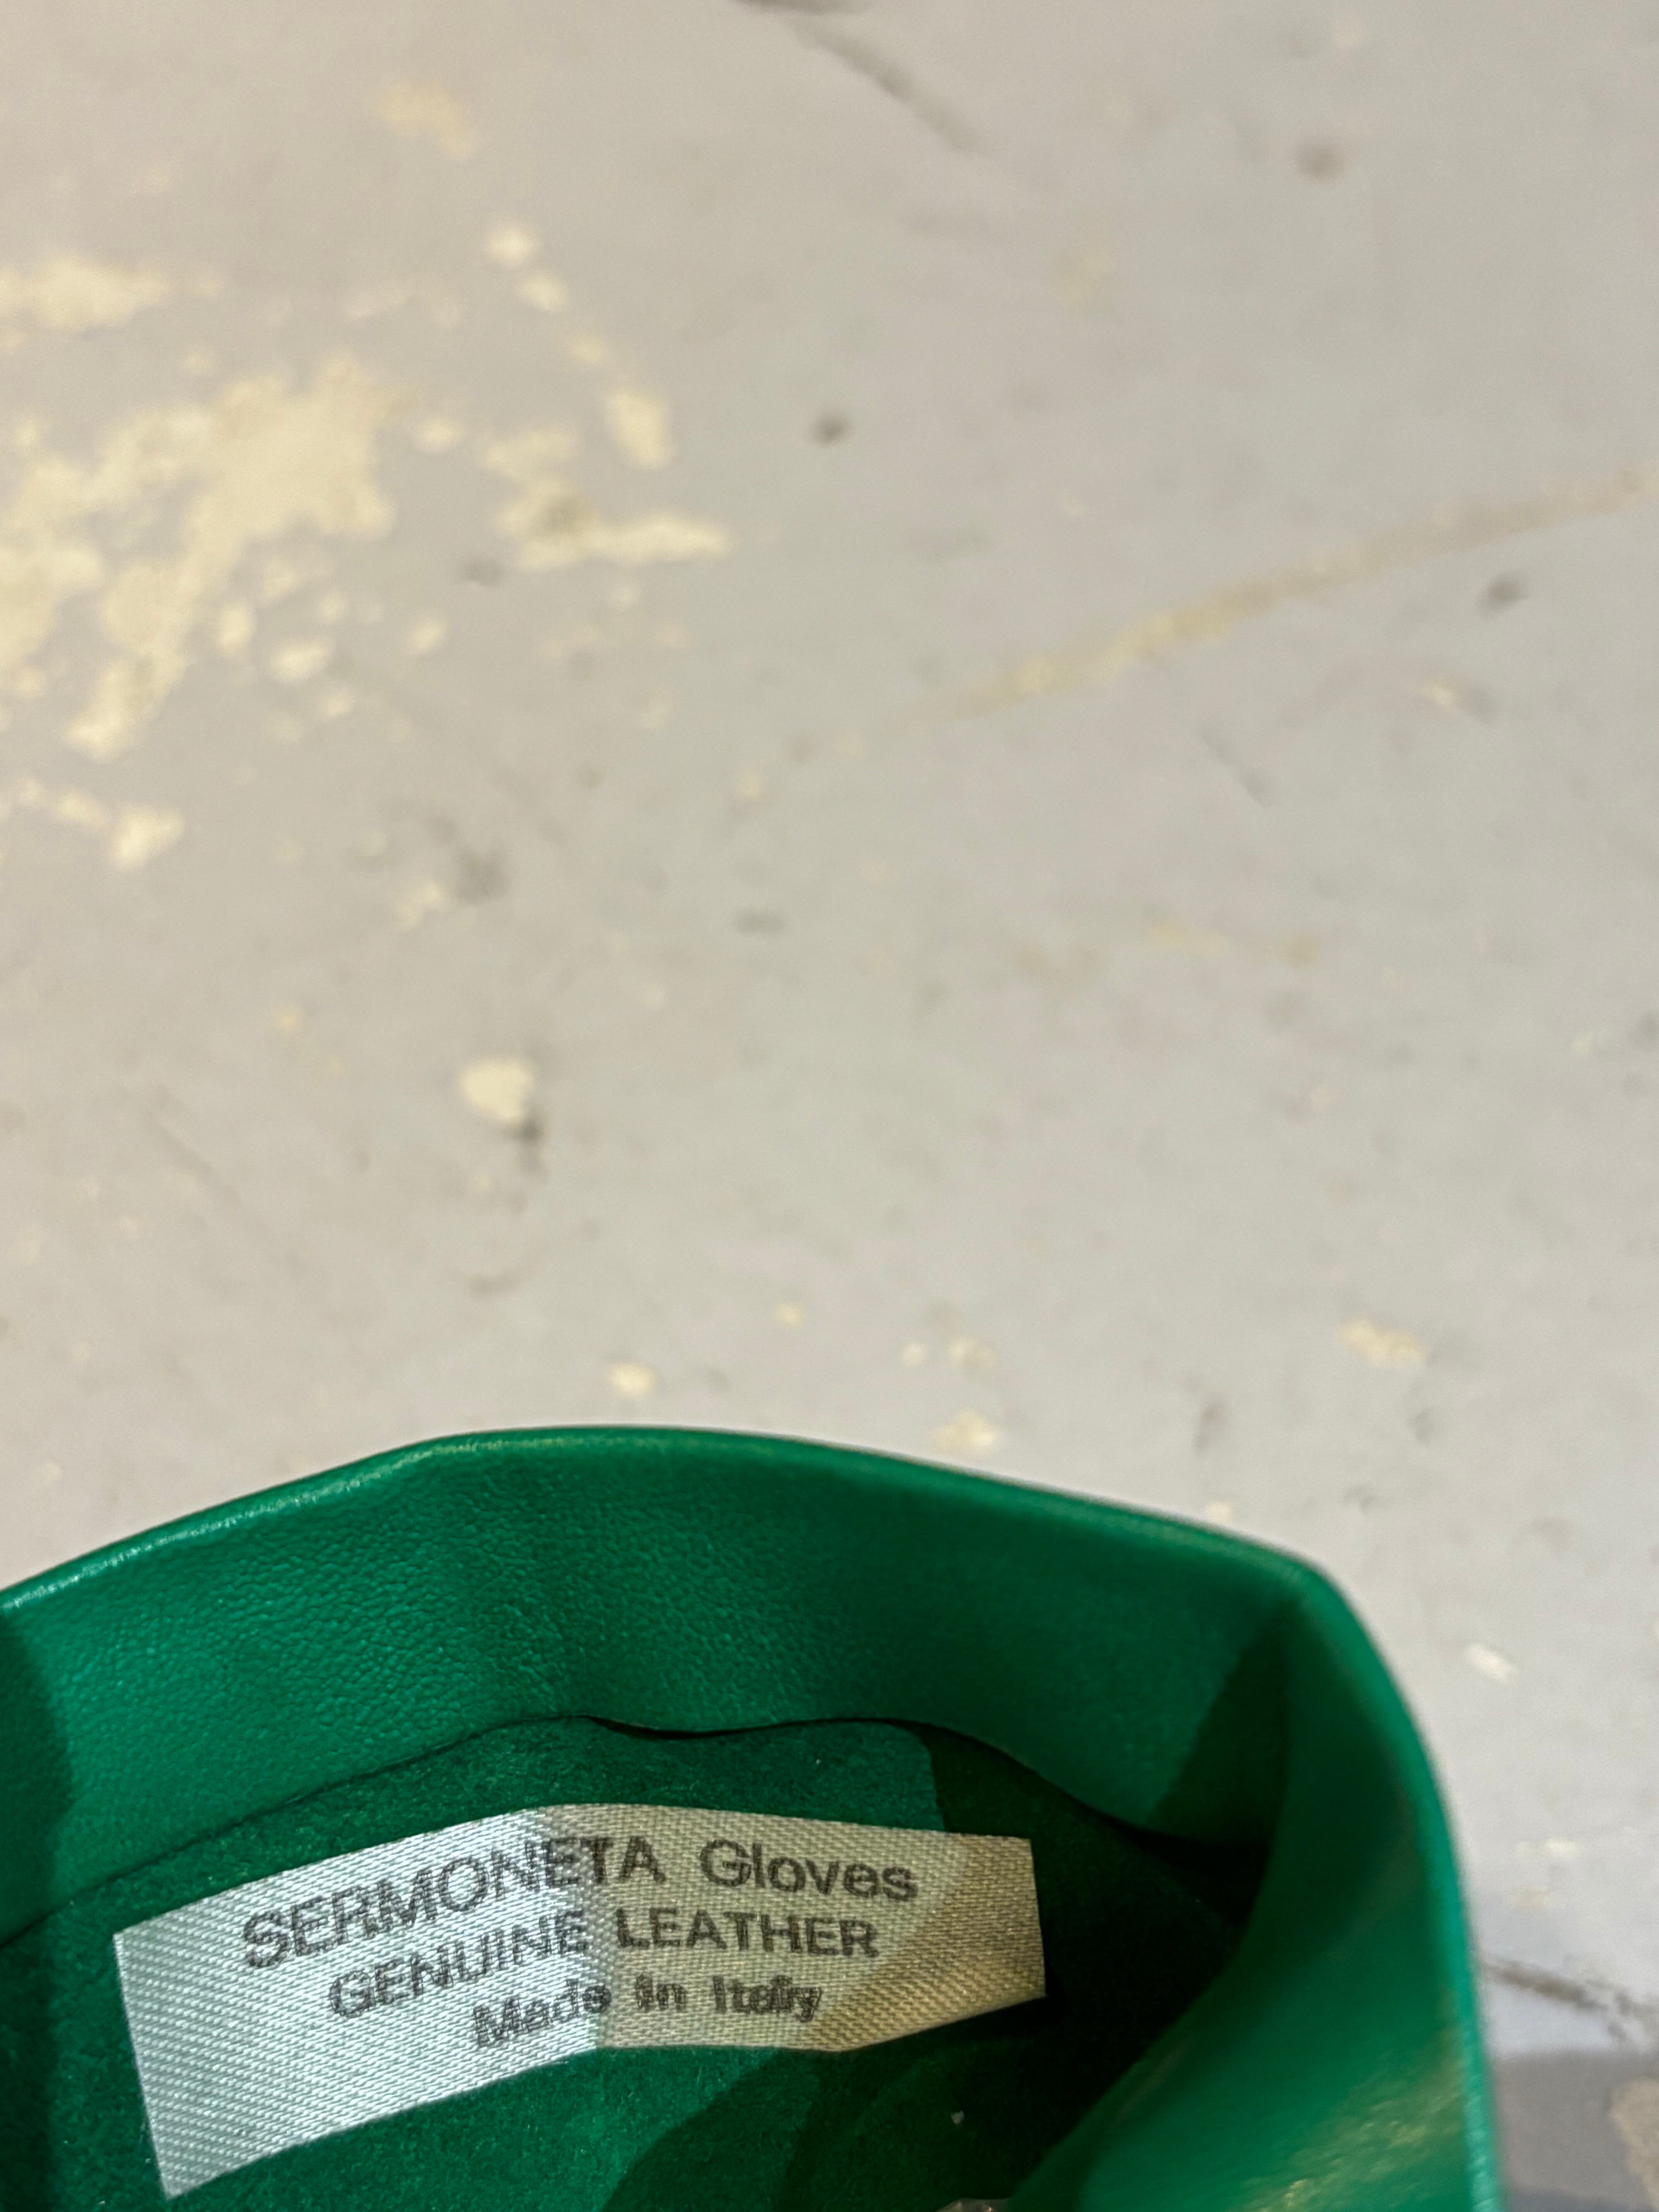 SERMONETA Gloves
GENUINE LEATHER
Made in Italy